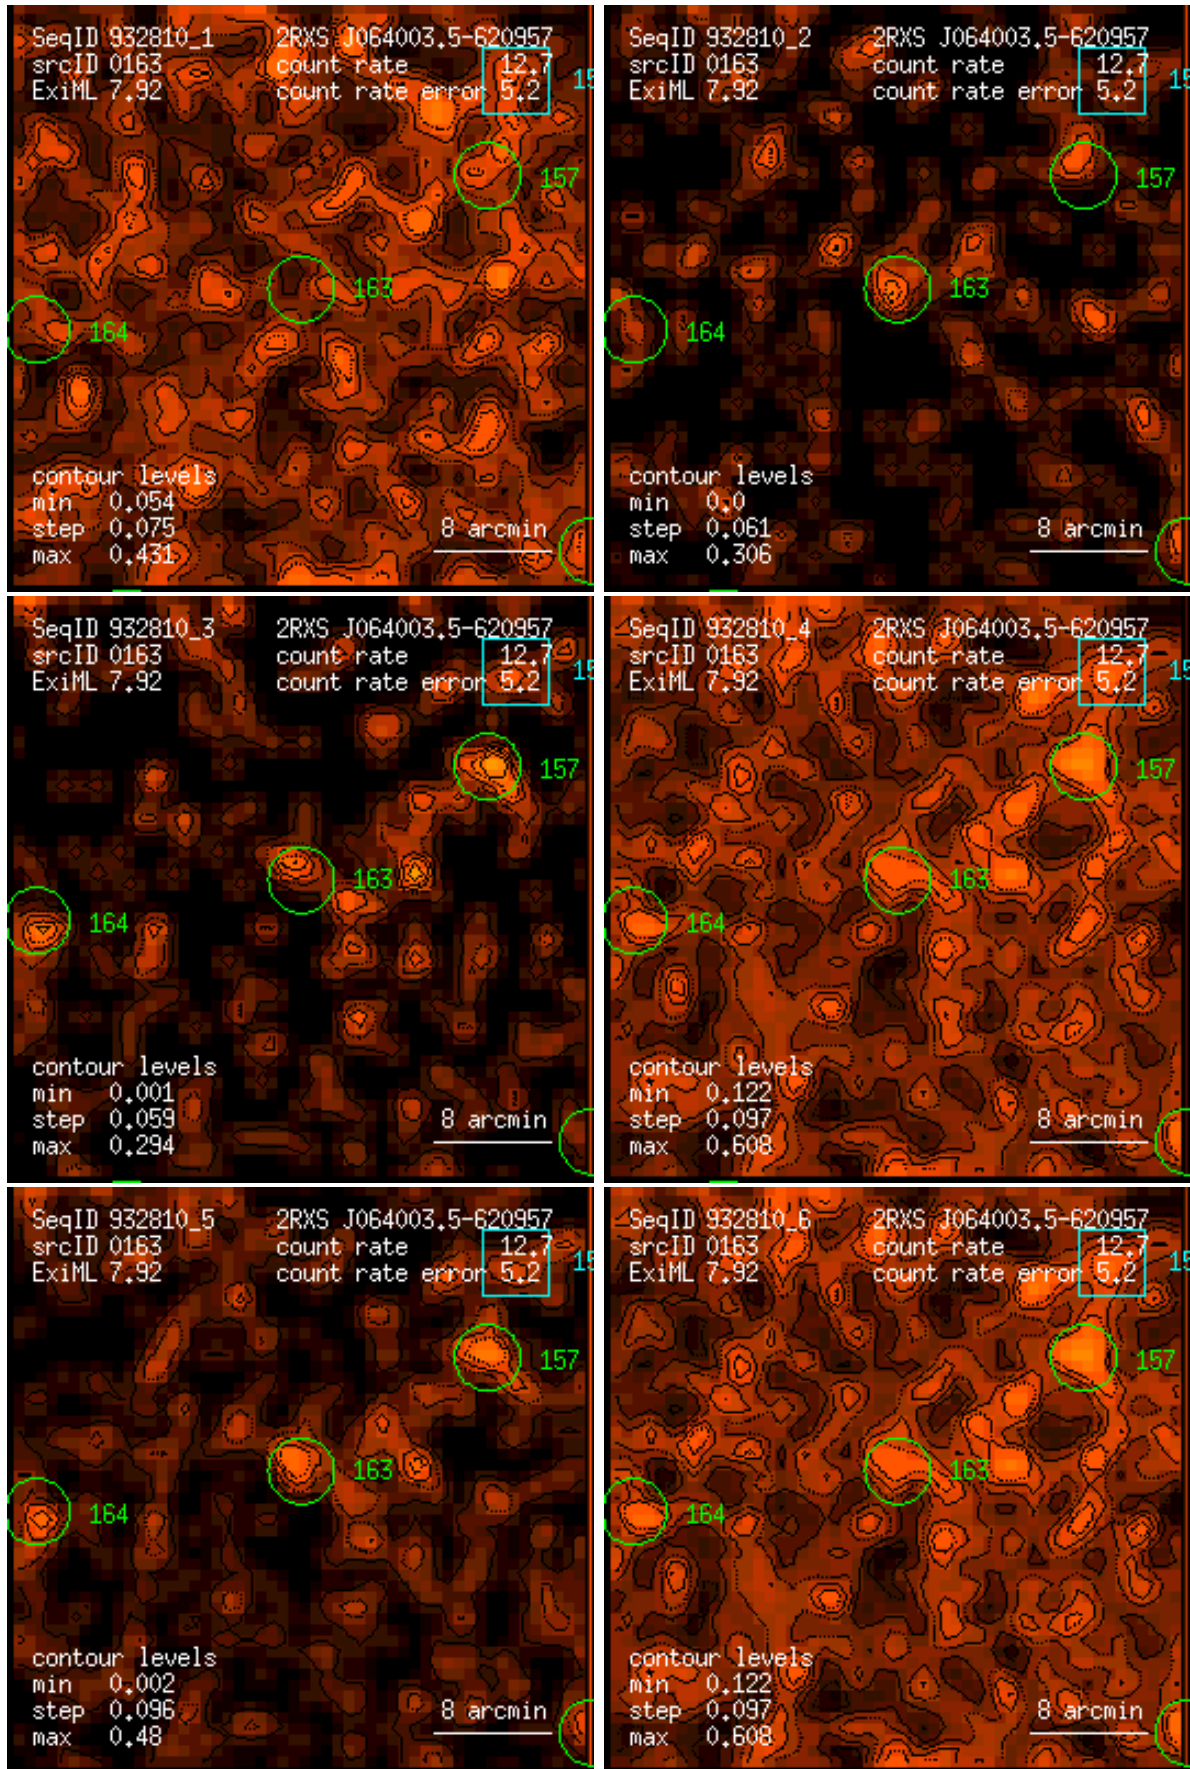 SeqID 932810_1 2RXS J064003.5-620957
srcID 0163 count rate 12.7
ExiML 7.92 count rate error 5.2
15
157
163
164
contour levels
min 0.054
step 0.075
max 0.431
8 arcmin
SeqID 932810_2 2RXS J064003.5-620957
srcID 0163 count rate 12.7
ExiML 7.92 count rate error 5.2
15
157
163
164
contour levels
min 0.0
step 0.061
max 0.306
8 arcmin
SeqID 932810_3 2RXS J064003.5-620957
srcID 0163 count rate 12.7
ExiML 7.92 count rate error 5.2
15
157
163
164
contour levels
min 0.001
step 0.059
max 0.294
8 arcmin
SeqID 932810_4 2RXS J064003.5-620957
srcID 0163 count rate 12.7
ExiML 7.92 count rate error 5.2
15
157
163
164
contour levels
min 0.122
step 0.097
max 0.608
8 arcmin
SeqID 932810_5 2RXS J064003.5-620957
srcID 0163 count rate 12.7
ExiML 7.92 count rate error 5.2
15
157
163
164
contour levels
min 0.002
step 0.096
max 0.48
8 arcmin
SeqID 932810_6 2RXS J064003.5-620957
srcID 0163 count rate 12.7
ExiML 7.92 count rate error 5.2
15
157
163
164
contour levels
min 0.122
step 0.097
max 0.608
8 arcmin